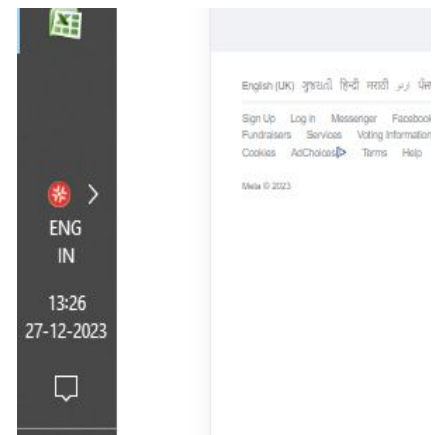 ENG
IN
13:26
27-12-2023
English (UK) ગુજરાતી हिन्दी मराठी اردو
Sign Up Log in Messenger Facebook
Fundraisers Services Voting Information
Cookies AdChoices Terms Help
Meta © 2023